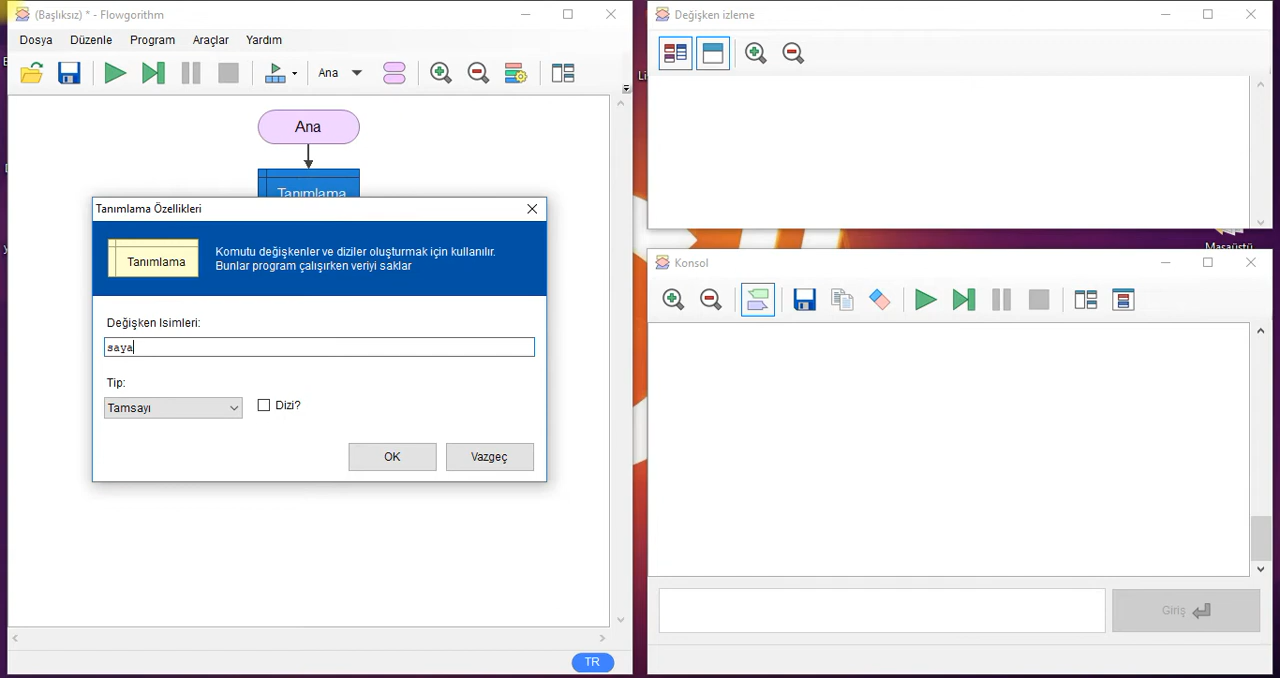 (Başlıksız) * - Flowgorithm
Dosya Düzenle Program Araçlar Yardım
Ana
Ana
Tanımlama
Tanımlama Özellikleri
Tanımlama
Komutu değişkenler ve diziler oluşturmak için kullanılır.
Bunlar program çalışırken veriyi saklar
Değişken Isimleri:
saya
Tip:
Tamsayı
Dizi?
OK
Vazgeç
TR
Değişken izleme
Masaüstü
Konsol
Giriş